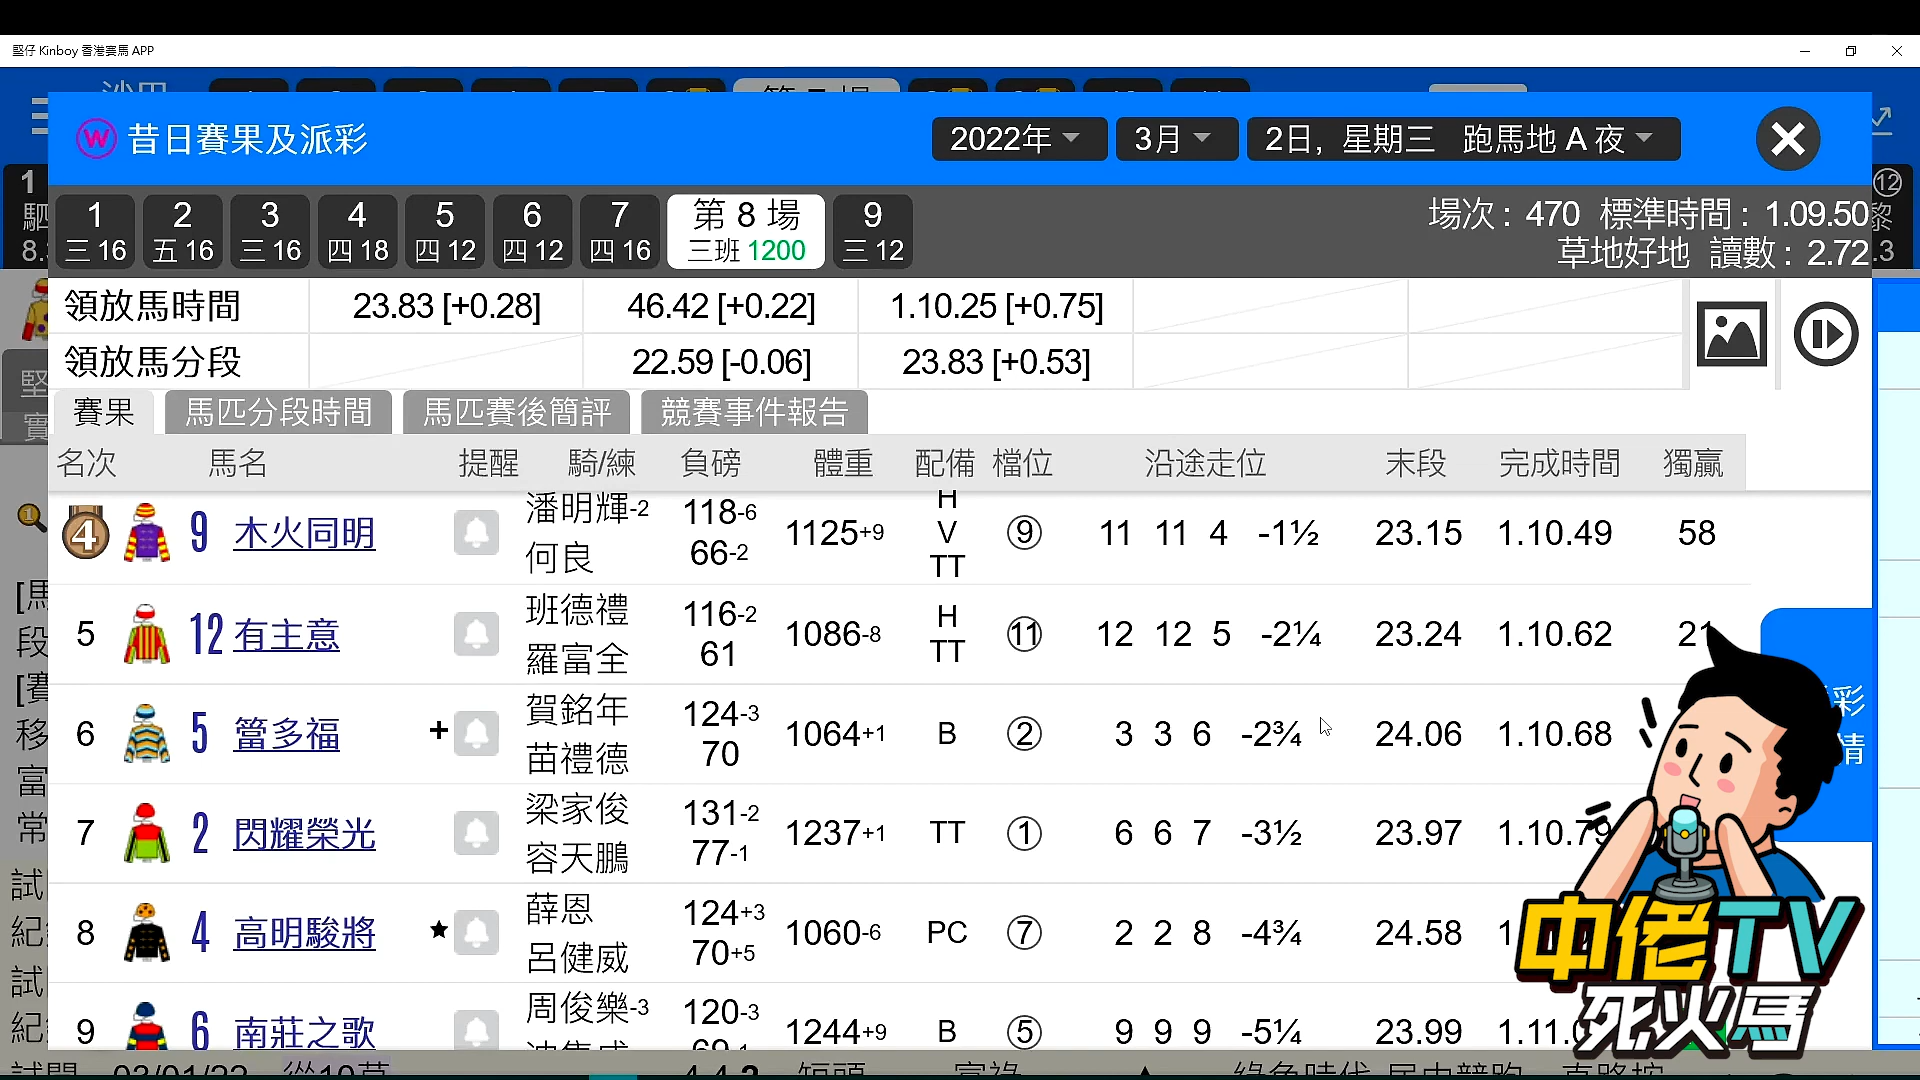 堅仔 Kinboy 香港賽馬 APP
W 昔日賽果及派彩 2022年 3月 2日, 星期三 跑馬地 A 夜
1 2 3 4 5 6 7 第 8 場 9
三 16 五 16 三 16 四 18 四 12 四 12 四 16 三班 1200 三 12
場次 : 470 標準時間 : 1.09.50
草地好地 讀數 : 2.72
領放馬時間 23.83 [+0.28] 46.42 [+0.22] 1.10.25 [+0.75]
領放馬分段 22.59 [-0.06] 23.83 [+0.53]
賽果 馬匹分段時間 馬匹賽後簡評 競賽事件報告
名次 馬名 提醒 騎/練 負磅 體重 配備 檔位 沿途走位 末段 完成時間 獨贏
4 9 木火同明 潘明輝-2 何良 118-6 66-2 1125+9 H V TT 9 11 11 4 -1½ 23.15 1.10.49 58
5 12 有主意 班德禮 羅富全 116-2 61 1086-8 H TT 11 12 12 5 -2¼ 23.24 1.10.62
6 5 當多福 + 賀銘年 苗禮德 124-3 70 1064+1 B 2 3 3 6 -2¾ 24.06 1.10.68
7 2 閃耀榮光 梁家俊 容天鵬 131-2 77-1 1237+1 TT 1 6 6 7 -3½ 23.97 1.10.79
8 4 高明駿將 ★ 薛恩 呂健威 124+3 70+5 1060-6 PC 7 2 2 8 -4¾ 24.58
9 6 南莊之歌 周俊樂-3 120-3 1244+9 B 5 9 9 9 -5¼ 23.99
中佬TV
死火馬